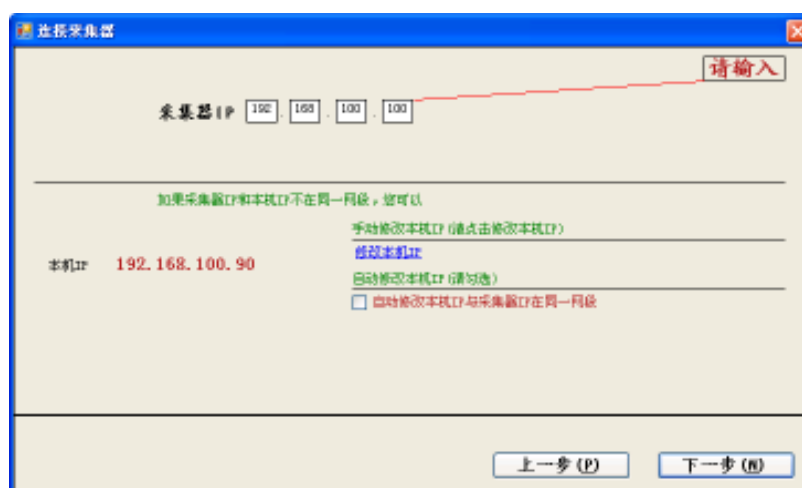 连接采集器
请输入
采集器IP 192. 168. 100. 100
如果采集器IP和本机IP不在同一网段，您可以
手动修改本机IP(请点击修改本机IP)
修改本机IP
本机IP 192.168.100.90
自动修改本机IP(请勾选)
自动修改本机IP与采集器IP在同一网段
上一步(P) 下一步(N)